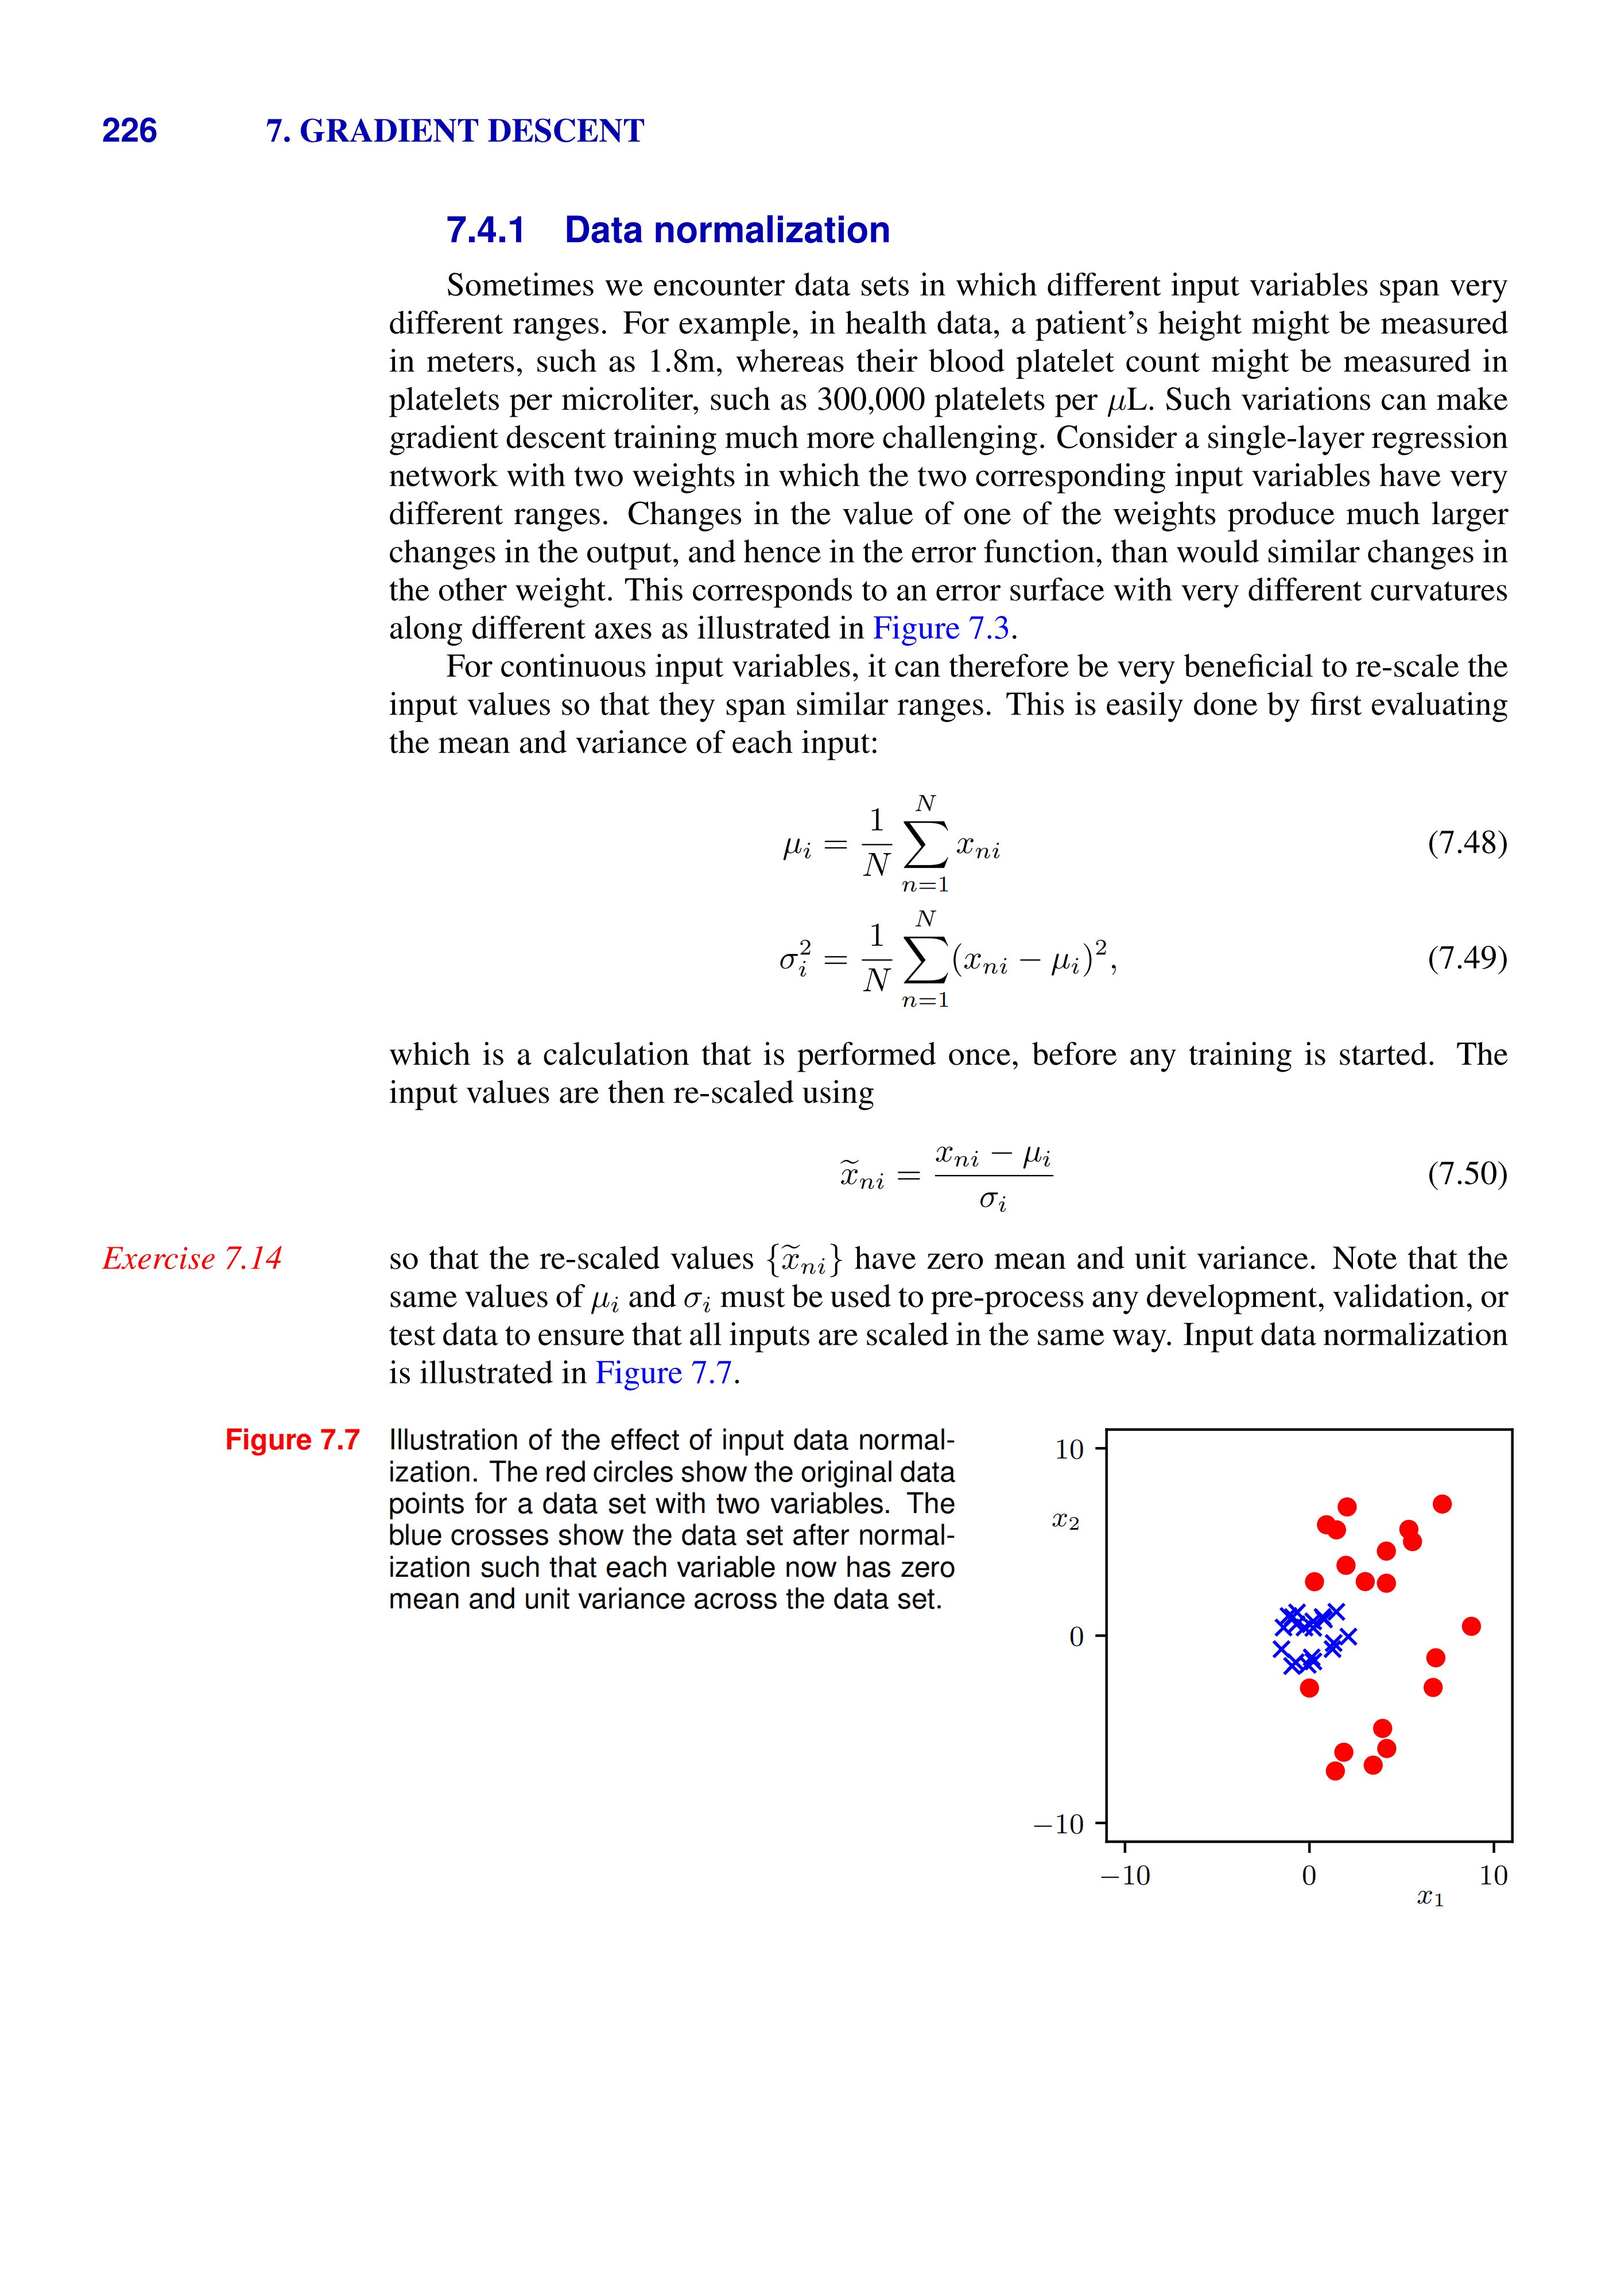 226 7. GRADIENT DESCENT
7.4.1 Data normalization
Sometimes we encounter data sets in which different input variables span very
different ranges. For example, in health data, a patient's height might be measured
in meters, such as 1.8m, whereas their blood platelet count might be measured in
platelets per microliter, such as 300,000 platelets per μL. Such variations can make
gradient descent training much more challenging. Consider a single-layer regression
network with two weights in which the two corresponding input variables have very
different ranges. Changes in the value of one of the weights produce much larger
changes in the output, and hence in the error function, than would similar changes in
the other weight. This corresponds to an error surface with very different curvatures
along different axes as illustrated in Figure 7.3.
For continuous input variables, it can therefore be very beneficial to re-scale the
input values so that they span similar ranges. This is easily done by first evaluating
the mean and variance of each input:
μ_i = \frac{1}{N} \sum_{n=1}^{N} x_{ni} (7.48)
σ_i^2 = \frac{1}{N} \sum_{n=1}^{N} (x_{ni} − μ_i)^2, (7.49)
which is a calculation that is performed once, before any training is started. The
input values are then re-scaled using
\widetilde{x}_{ni} = \frac{x_{ni} − μ_i}{σ_i} (7.50)
Exercise 7.14 so that the re-scaled values {\widetilde{x}_{ni}} have zero mean and unit variance. Note that the
same values of μ_i and σ_i must be used to pre-process any development, validation, or
test data to ensure that all inputs are scaled in the same way. Input data normalization
is illustrated in Figure 7.7.
Figure 7.7 Illustration of the effect of input data normal-
ization. The red circles show the original data
points for a data set with two variables. The
blue crosses show the data set after normal-
ization such that each variable now has zero
mean and unit variance across the data set.
10
x_2
0
−10
−10 0 10
x_1